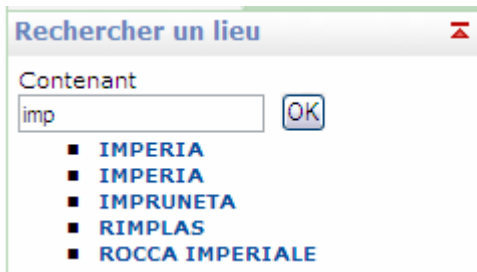 Rechercher un lieu
Contenant
imp OK
IMPERIA
IMPERIA
IMPRUNETA
RIMPLAS
ROCCA IMPERIALE